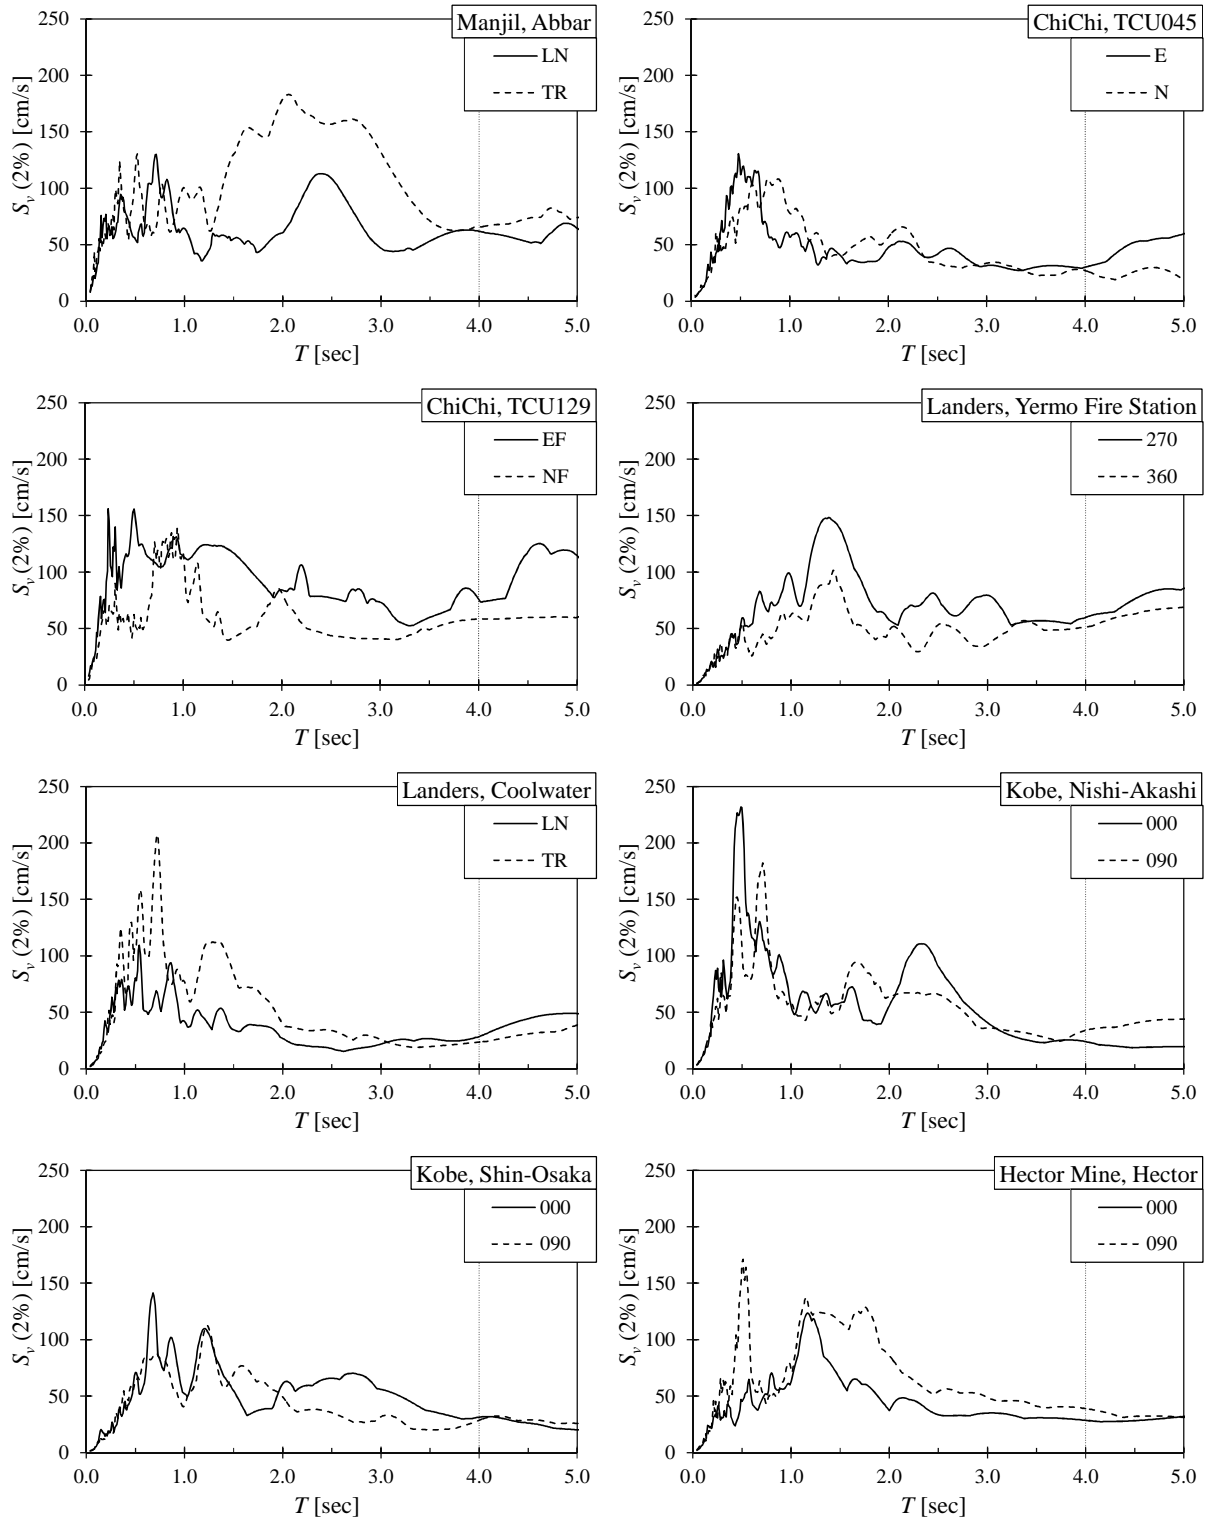 Manjil, Abbar
LN
TR
250
200
150
100
50
0
0.0 1.0 2.0 3.0 4.0 5.0
T [sec]
Sv (2%) [cm/s]
ChiChi, TCU045
E
N
250
200
150
100
50
0
0.0 1.0 2.0 3.0 4.0 5.0
T [sec]
Sv (2%) [cm/s]
ChiChi, TCU129
EF
NF
250
200
150
100
50
0
0.0 1.0 2.0 3.0 4.0 5.0
T [sec]
Sv (2%) [cm/s]
Landers, Yermo Fire Station
270
360
250
200
150
100
50
0
0.0 1.0 2.0 3.0 4.0 5.0
T [sec]
Sv (2%) [cm/s]
Landers, Coolwater
LN
TR
250
200
150
100
50
0
0.0 1.0 2.0 3.0 4.0 5.0
T [sec]
Sv (2%) [cm/s]
Kobe, Nishi-Akashi
000
090
250
200
150
100
50
0
0.0 1.0 2.0 3.0 4.0 5.0
T [sec]
Sv (2%) [cm/s]
Kobe, Shin-Osaka
000
090
250
200
150
100
50
0
0.0 1.0 2.0 3.0 4.0 5.0
T [sec]
Sv (2%) [cm/s]
Hector Mine, Hector
000
090
250
200
150
100
50
0
0.0 1.0 2.0 3.0 4.0 5.0
T [sec]
Sv (2%) [cm/s]